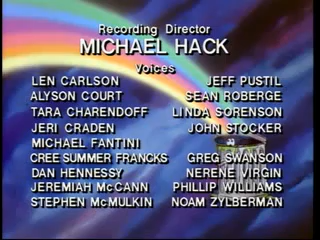 Recording Director
MICHAEL HACK
Voices
LEN CARLSON JEFF PUSTIL
ALYSON COURT SEAN ROBERGE
TARA CHARENDOFF LINDA SORENSON
JERI CRADEN JOHN STOCKER
MICHAEL FANTINI
CREE SUMMER FRANCKS GREG SWANSON
DAN HENNESSY NERENE VIRGIN
JEREMIAH McCANN PHILLIP WILLIAMS
STEPHEN McMULKIN NOAM ZYLBERMAN